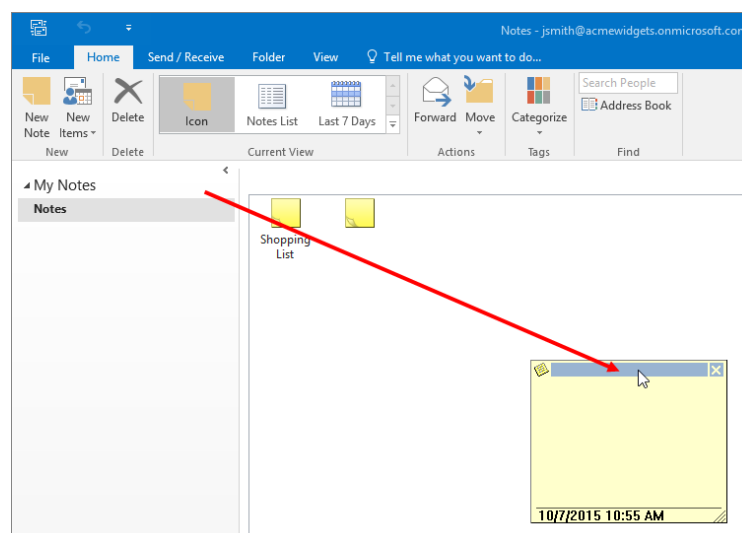 Notes - jsmith@acmewidgets.onmicrosoft.com
File Home Send / Receive Folder View Tell me what you want to do...
New Note
New Items
Delete
Icon
Notes List
Last 7 Days
Forward
Move
Categorize
Search People
Address Book
New Delete Current View Actions Tags Find
My Notes
Notes
Shopping
List
10/7/2015 10:55 AM